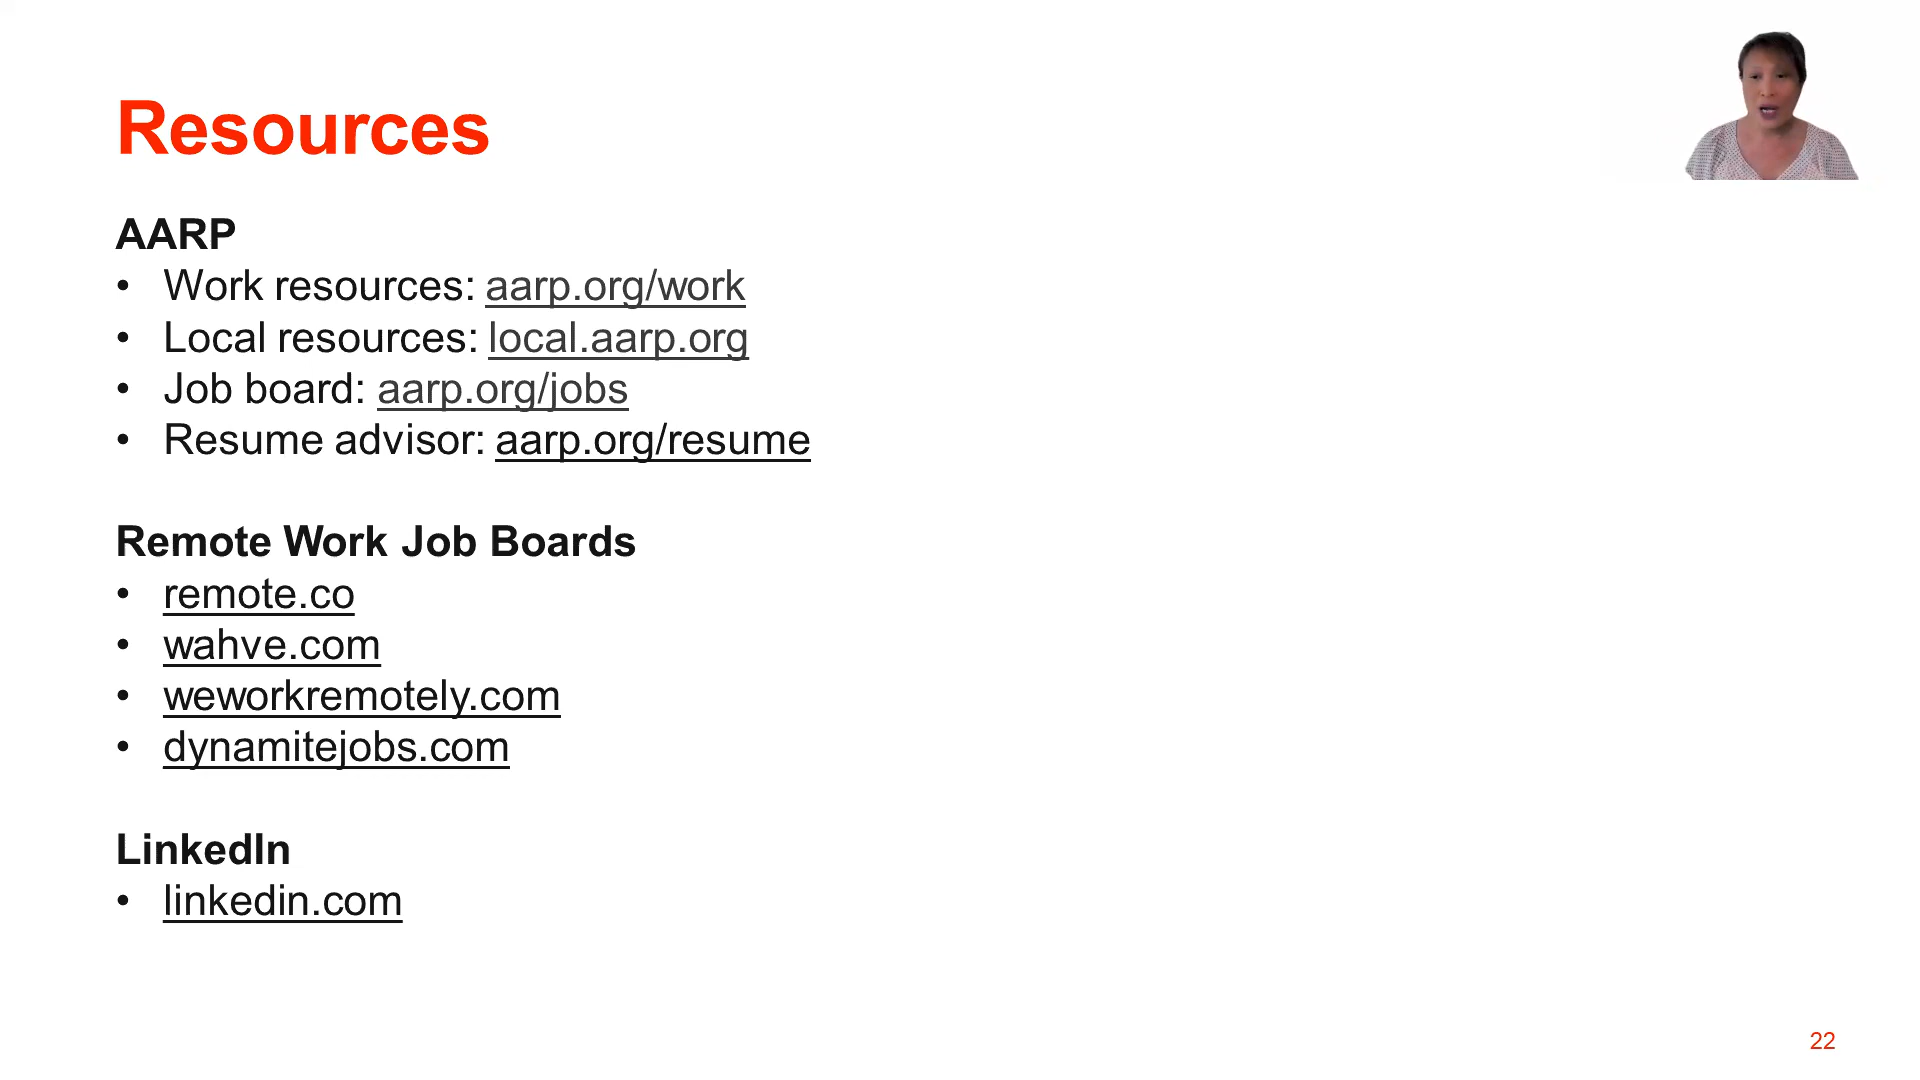 Resources
AARP
• Work resources: aarp.org/work
• Local resources: local.aarp.org
• Job board: aarp.org/jobs
• Resume advisor: aarp.org/resume
Remote Work Job Boards
• remote.co
• wahve.com
• weworkremotely.com
• dynamitejobs.com
LinkedIn
• linkedin.com
22